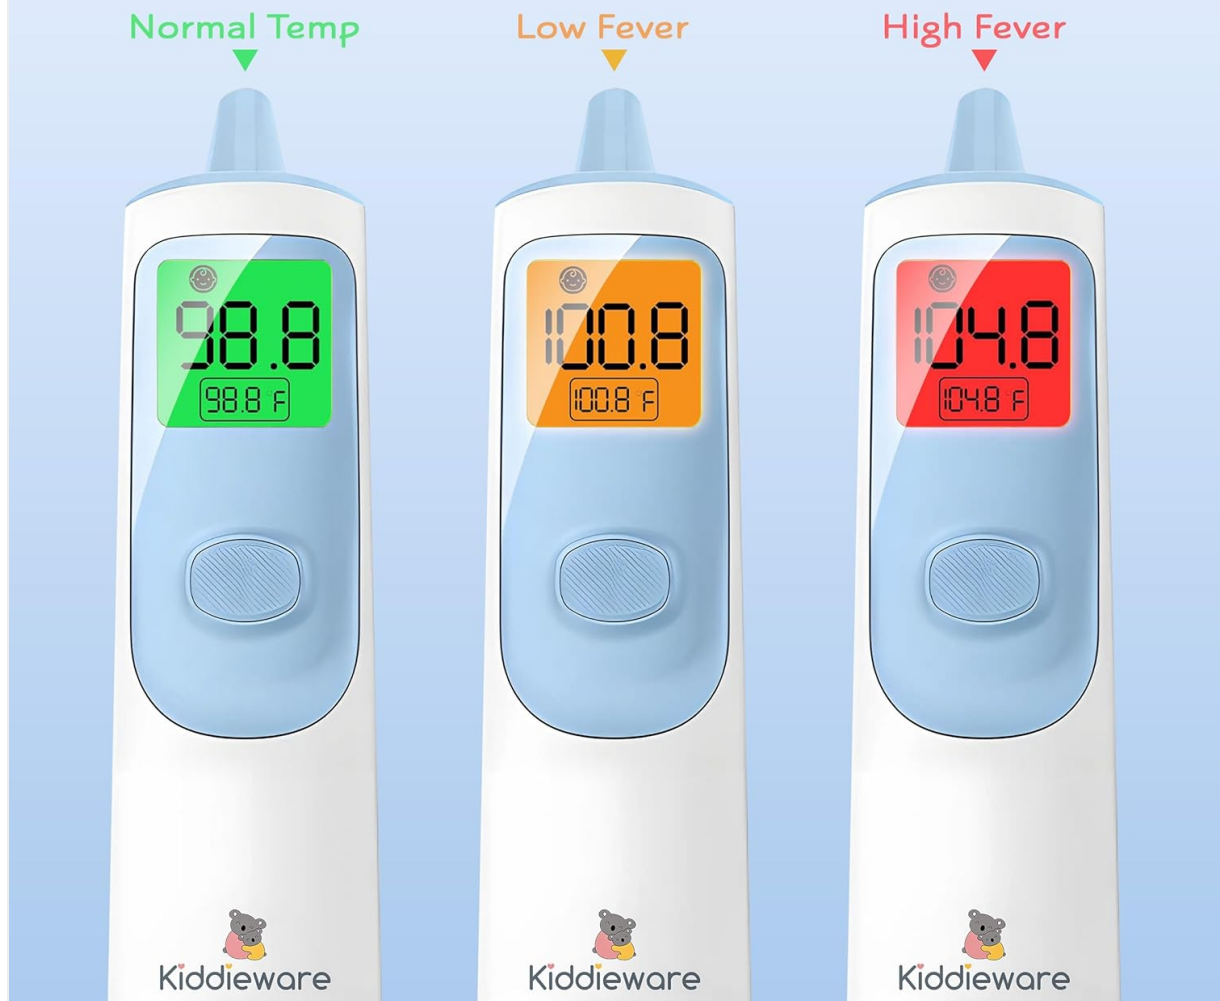 Normal Temp
Low Fever
High Fever
98.8
98.8 °F
100.8
100.8 °F
104.8
104.8 °F
Kiddieware
Kiddieware
Kiddieware